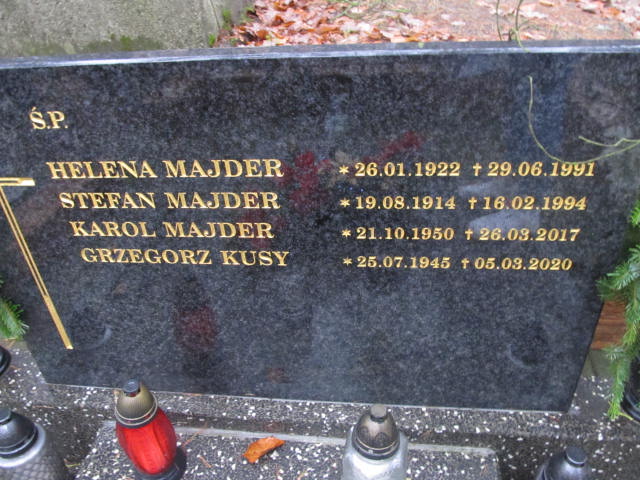 Ś.P.
HELENA MAJDER * 26.01.1922 ✝ 29.06.1991
STEFAN MAJDER * 19.08.1914 ✝ 16.02.1994
KAROL MAJDER * 21.10.1950 ✝ 26.03.2017
GRZEGORZ KUSY * 25.07.1945 ✝ 05.03.2020